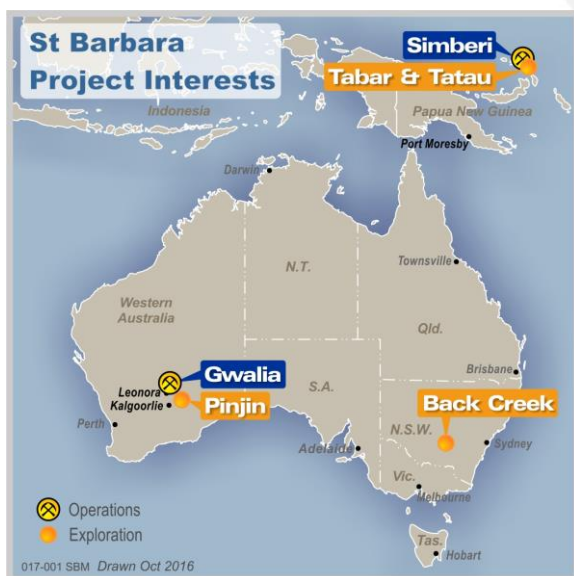 St Barbara
Project Interests
Simberi
Tabar & Tatau
Indonesia
Papua New Guinea
Port Moresby
Darwin
N.T.
Townsville
Western
Australia
Qld.
Brisbane
Leonora
Gwalia
Kalgoorlie
Pinjin
S.A.
Back Creek
Perth
N.S.W.
Adelaide
Sydney
Vic.
Melbourne
Operations
Exploration
Tas.
Hobart
017-001 SBM Drawn Oct 2016